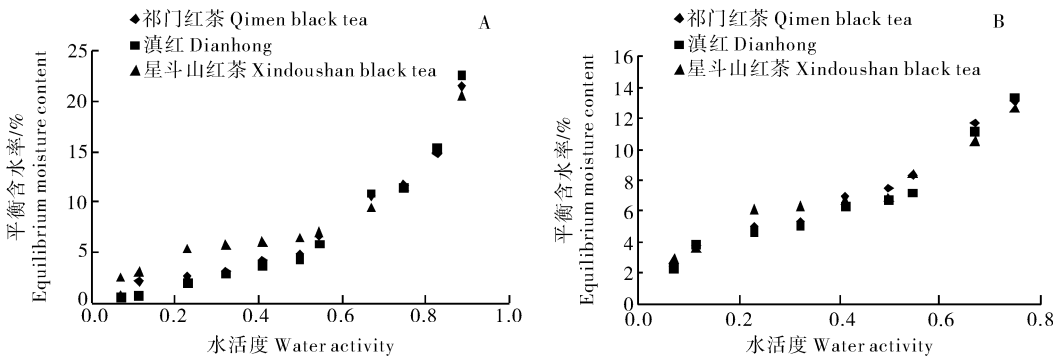 祁门红茶 Qimen black tea
滇红 Dianhong
星斗山红茶 Xindoushan black tea
A
25
20
15
10
5
0
0.0 0.2 0.4 0.6 0.8 1.0
平衡含水率/%
Equilibrium moisture content
水活度 Water activity
祁门红茶 Qimen black tea
滇红 Dianhong
星斗山红茶 Xindoushan black tea
B
16
14
12
10
8
6
4
2
0
0.0 0.2 0.4 0.6 0.8
平衡含水率/%
Equilibrium moisture content
水活度 Water activity